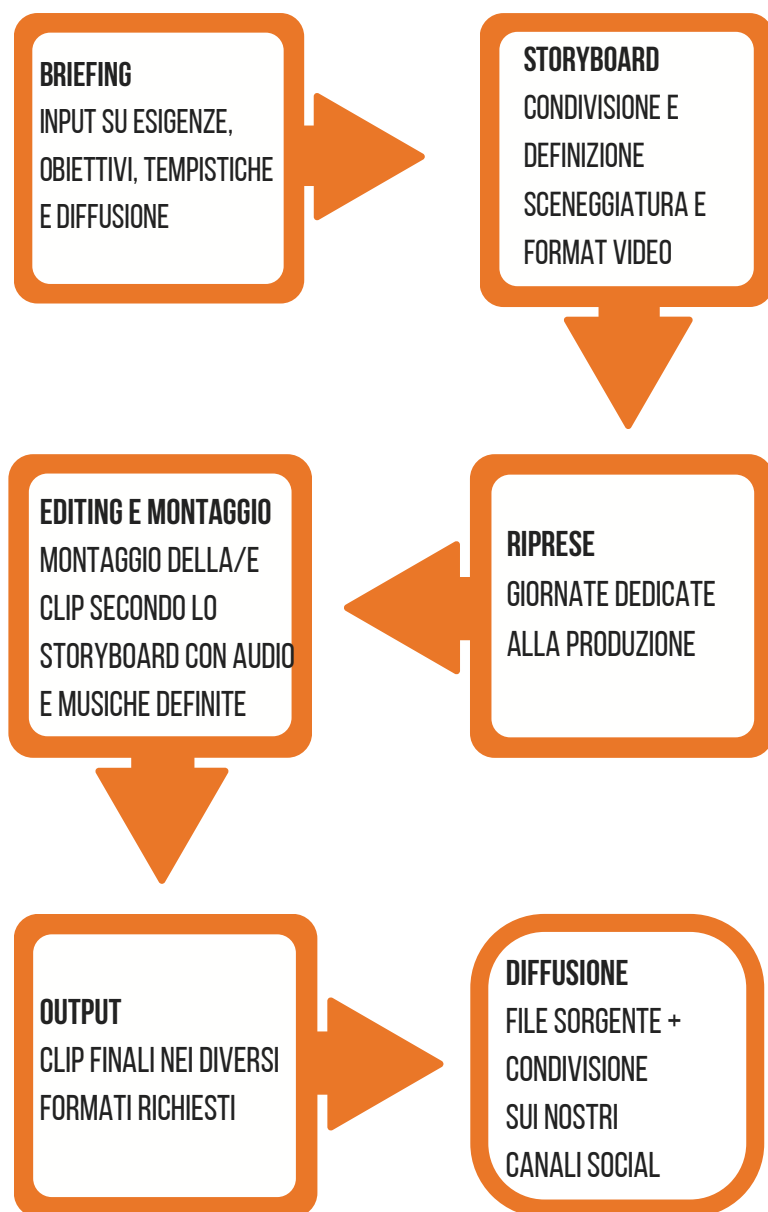 BRIEFING
INPUT SU ESIGENZE,
OBIETTIVI, TEMPISTICHE
E DIFFUSIONE
STORYBOARD
CONDIVISIONE E
DEFINIZIONE
SCENEGGIATURA E
FORMAT VIDEO
RIPRESE
GIORNATE DEDICATE
ALLA PRODUZIONE
EDITING E MONTAGGIO
MONTAGGIO DELLA/E
CLIP SECONDO LO
STORYBOARD CON AUDIO
E MUSICHE DEFINITE
OUTPUT
CLIP FINALI NEI DIVERSI
FORMATI RICHIESTI
DIFFUSIONE
FILE SORGENTE +
CONDIVISIONE
SUI NOSTRI
CANALI SOCIAL